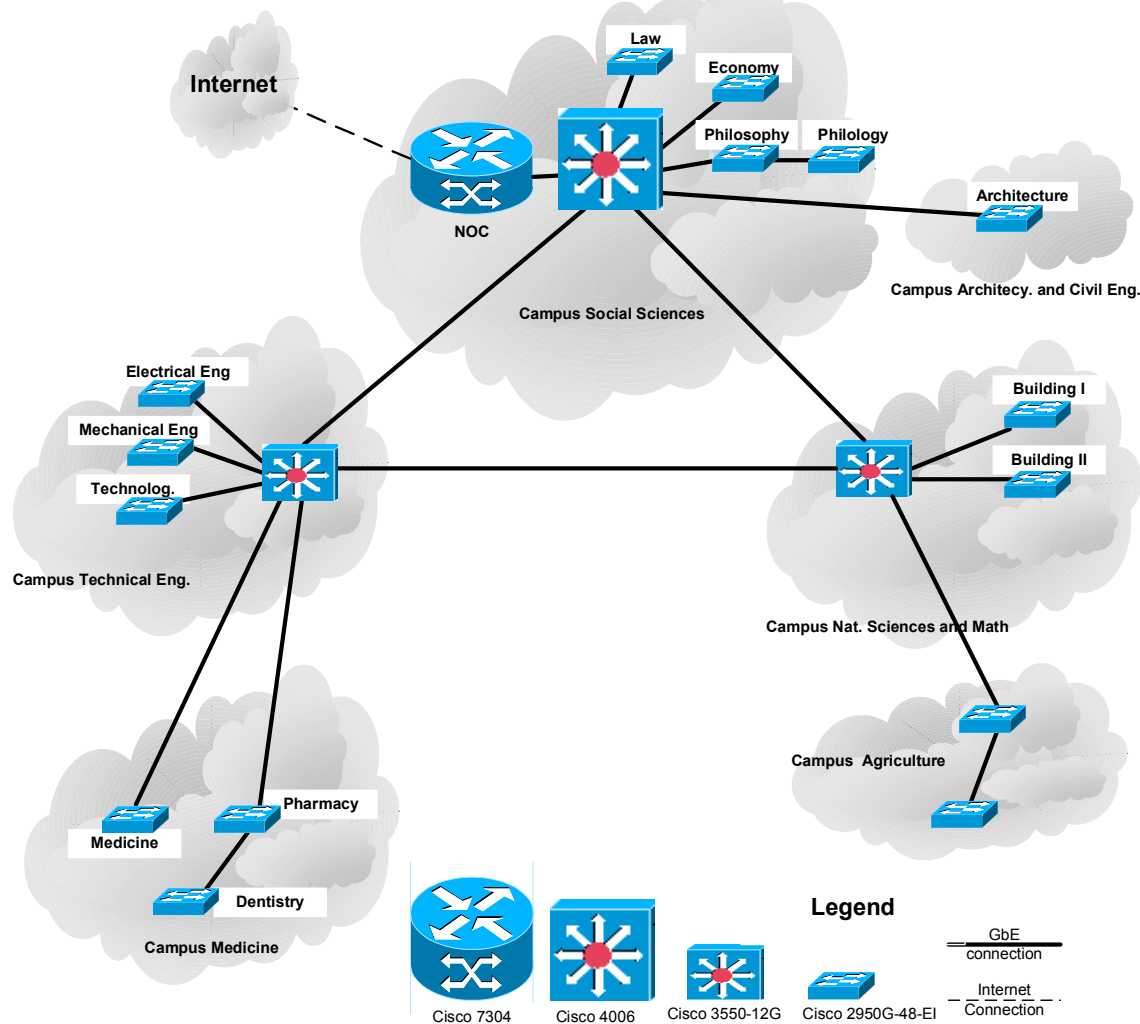 Law
Internet
Economy
Philosophy
Philology
Architecture
NOC
Campus Architecy. and Civil Eng.
Campus Social Sciences
Electrical Eng
Building I
Mechanical Eng
Building II
Technolog.
Campus Technical Eng.
Campus Nat. Sciences and Math
Campus Agriculture
Pharmacy
Medicine
Dentistry
Campus Medicine
Legend
GbE
connection
Internet
Connection
Cisco 7304
Cisco 4006
Cisco 3550-12G
Cisco 2950G-48-EI